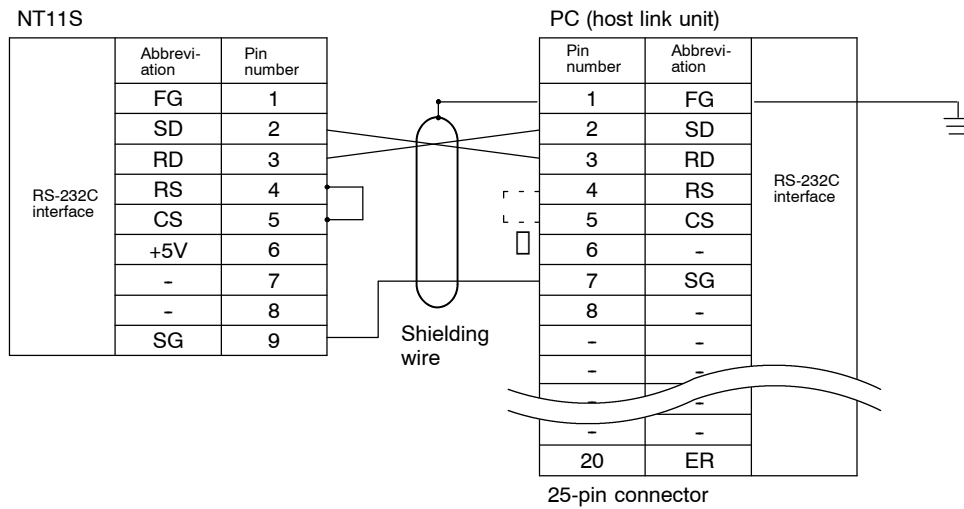 NT11S
PC (host link unit)
Abbrevi-
ation
Pin
number
Pin
number
Abbrevi-
ation
FG 1
1 FG
SD 2
2 SD
RD 3
3 RD
RS 4
4 RS
CS 5
5 CS
+5V 6
6 -
- 7
7 SG
- 8
8 -
SG 9
- -
- -
- -
- -
20 ER
RS-232C
interface
RS-232C
interface
Shielding
wire
25-pin connector